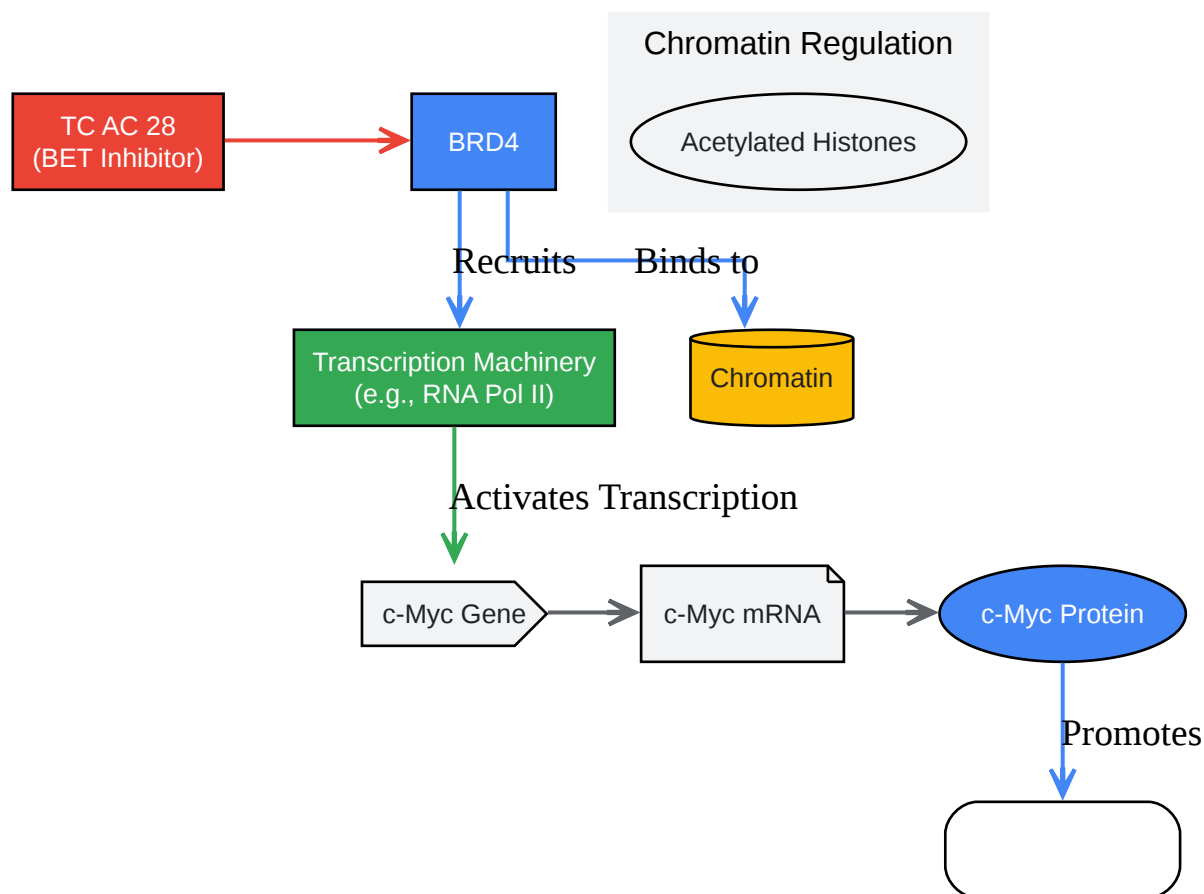 Chromatin Regulation
TC AC 28
(BET Inhibitor)
BRD4
Acetylated Histones
Recruits
Binds to
Transcription Machinery
(e.g., RNA Pol II)
Chromatin
Activates Transcription
c-Myc Gene
c-Myc mRNA
c-Myc Protein
Promotes